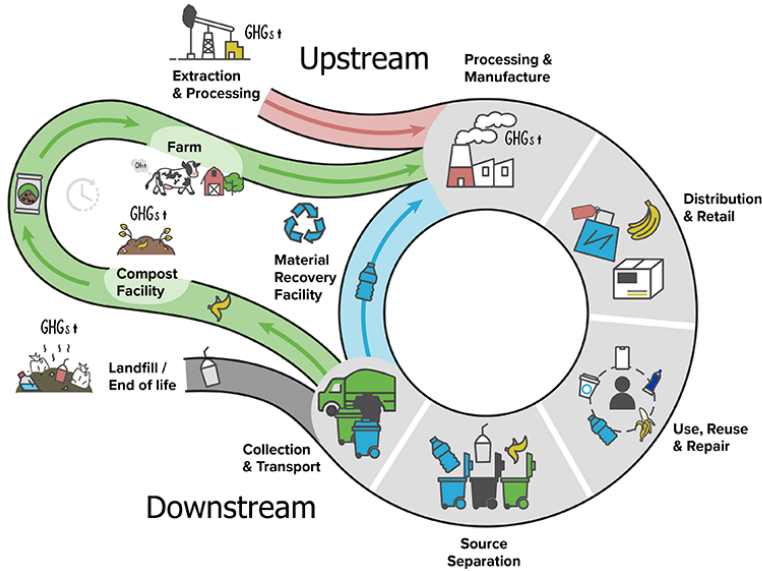 GHGs↑
Upstream
Extraction
& Processing
Processing &
Manufacture
GHGs↑
Farm
Distribution
& Retail
GHGs↑
Material
Recovery
Facility
Compost
Facility
GHGs↑
Landfill /
End of life
Use, Reuse
& Repair
Collection
& Transport
Downstream
Source
Separation